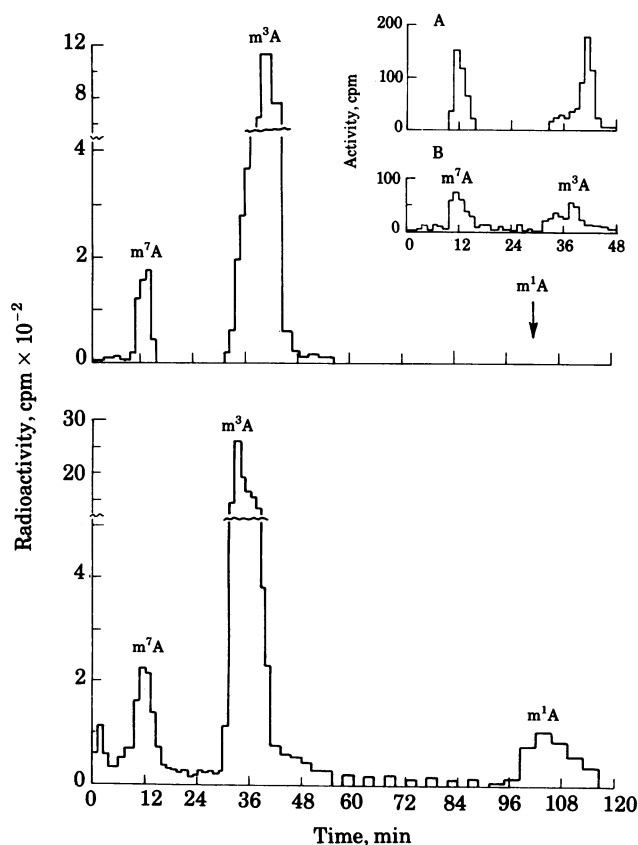 12
m³A
8
4
m⁷A
2
0
200
A
100
0
100
B
m⁷A
m³A
0
0 12 24 36 48
Activity, cpm
m¹A
Radioactivity, cpm × 10⁻²
30
m³A
20
4
m⁷A
2
m¹A
0
0 12 24 36 48 60 72 84 96 108 120
Time, min